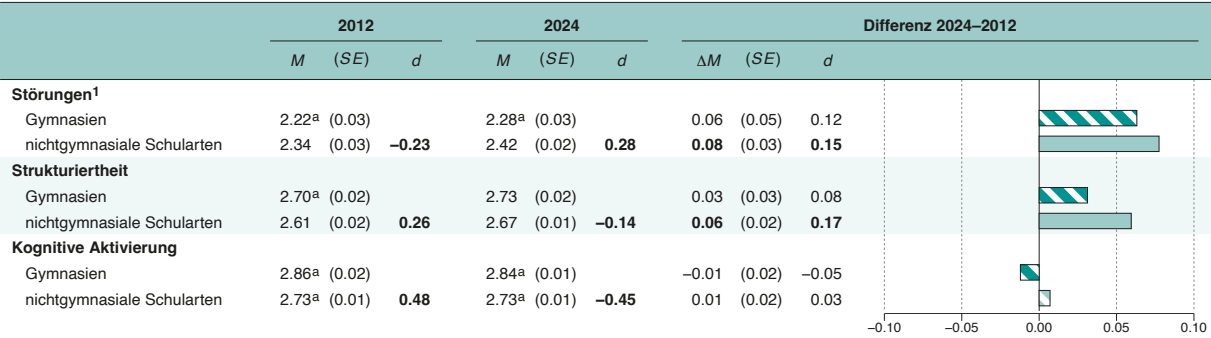 2012 2024 Differenz 2024–2012
M (SE) d M (SE) d ΔM (SE) d
Störungen¹
Gymnasien 2.22ᵃ (0.03) 2.28ᵃ (0.03) 0.06 (0.05) 0.12
nichtgymnasiale Schularten 2.34 (0.03) –0.23 2.42 (0.02) 0.28 0.08 (0.03) 0.15
Strukturiertheit
Gymnasien 2.70ᵃ (0.02) 2.73 (0.02) 0.03 (0.03) 0.08
nichtgymnasiale Schularten 2.61 (0.02) 0.26 2.67 (0.01) –0.14 0.06 (0.02) 0.17
Kognitive Aktivierung
Gymnasien 2.86ᵃ (0.02) 2.84ᵃ (0.01) –0.01 (0.02) –0.05
nichtgymnasiale Schularten 2.73ᵃ (0.01) 0.48 2.73ᵃ (0.01) –0.45 0.01 (0.02) 0.03
–0.10 –0.05 0.00 0.05 0.10